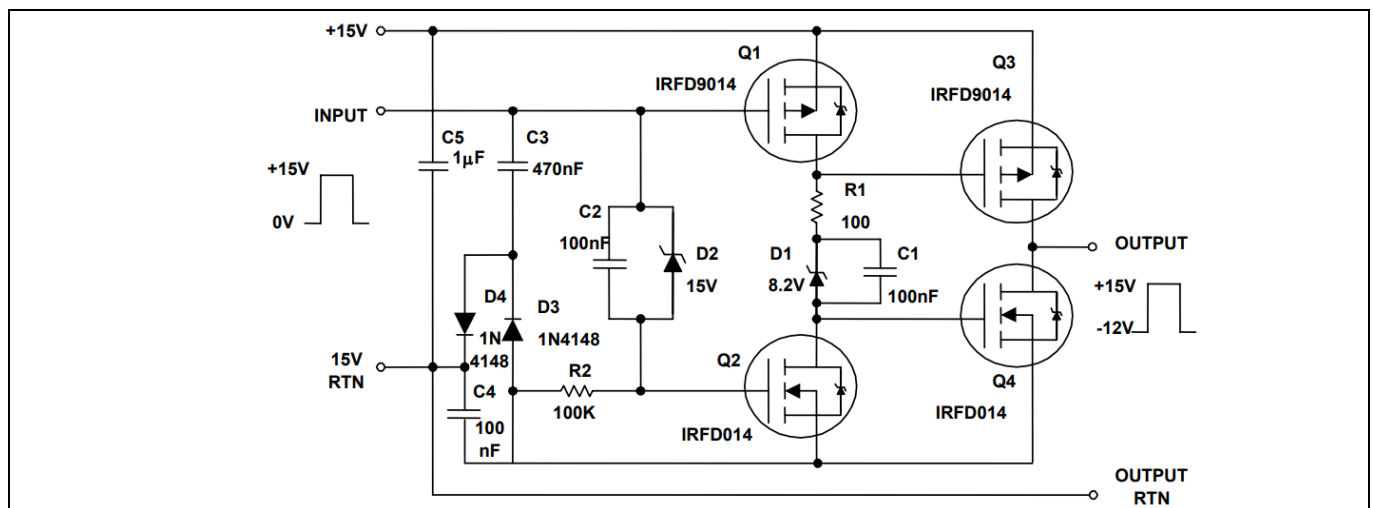 +15V
Q1
Q3
IRFD9014
IRFD9014
INPUT
C5
1μF
C3
470nF
+15V
0V
R1
100
C2
100nF
D2
15V
D1
8.2V
C1
100nF
OUTPUT
+15V
-12V
D4
1N
4148
D3
1N4148
15V
RTN
C4
100
nF
R2
100K
Q2
IRFD014
Q4
IRFD014
OUTPUT
RTN